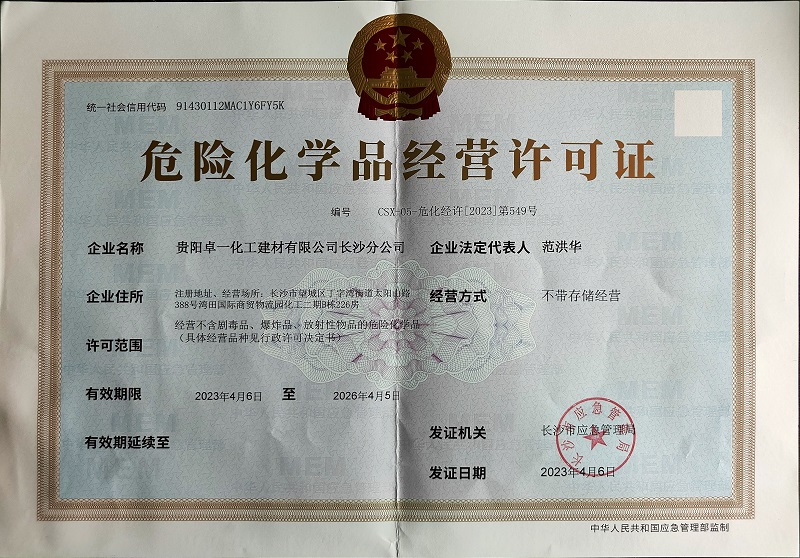 统一社会信用代码 91430112MAC1Y6FY5K
危险化学品经营许可证
编号 CSX-05-危化经许[2023]第549号
企业名称 贵阳卓一化工建材有限公司长沙分公司
企业法定代表人 范洪华
企业住所 注册地址、经营场所：长沙市望城区丁字湾街道太阳山路
388号湾田国际商贸物流园化工二期B栋226房
经营方式 不带存储经营
许可范围 经营不含剧毒品、爆炸品、放射性物品的危险化学品
（具体经营品种见行政许可决定书）
有效期限 2023年4月6日 至 2026年4月5日
有效期延续至
发证机关 长沙市应急管理局
发证日期 2023年4月6日
长沙市应急管理局
中华人民共和国应急管理部监制
MEM